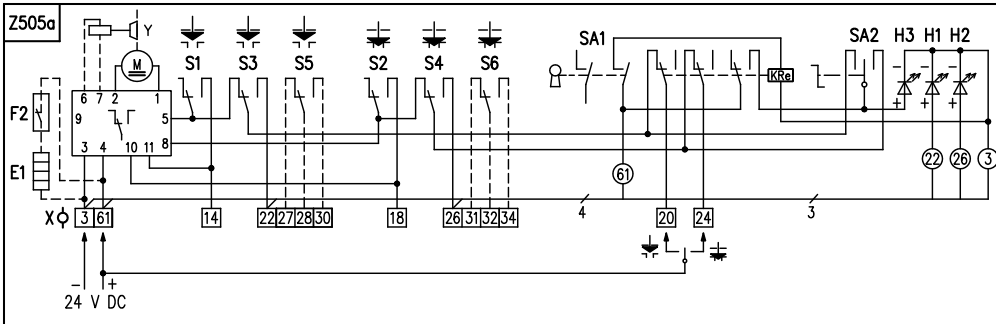 Z505a
Y
M
S1 S3 S5 S2 S4 S6
SA1
KRe
SA2 H3 H1 H2
6 7 2 1
9 5
8
3 4 10 11
F2
E1
- - -
+ + +
61
22 26 3
X 3 61 14 22 27 28 30 18 26 31 32 34 20 24
4 3
- +
24 V DC